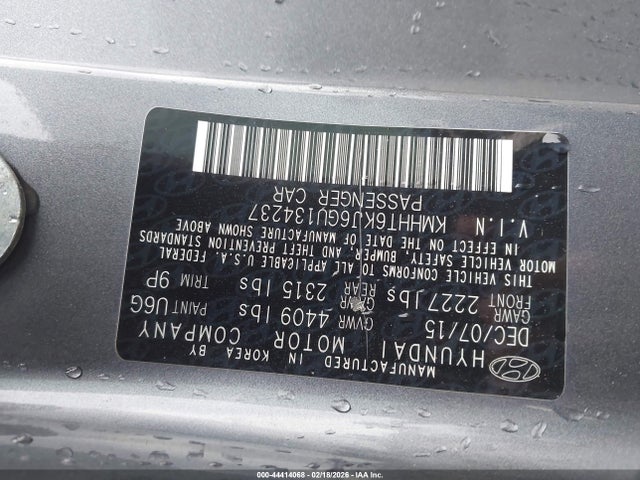 MANUFACTURED IN KOREA BY
HYUNDAI MOTOR COMPANY
DEC/07/15 GVWR 4409 lbs PAINT U6G
GAWR FRONT 2227 lbs GAWR REAR 2315 lbs TRIM 9P
THIS VEHICLE CONFORMS TO ALL APPLICABLE U.S.A. FEDERAL
MOTOR VEHICLE SAFETY, BUMPER, AND THEFT PREVENTION STANDARDS
IN EFFECT ON THE DATE OF MANUFACTURE SHOWN ABOVE
V.I.N KMHHT6KJ6GU134237
PASSENGER CAR
000-44414068 - 02/18/2026 - IAA Inc.